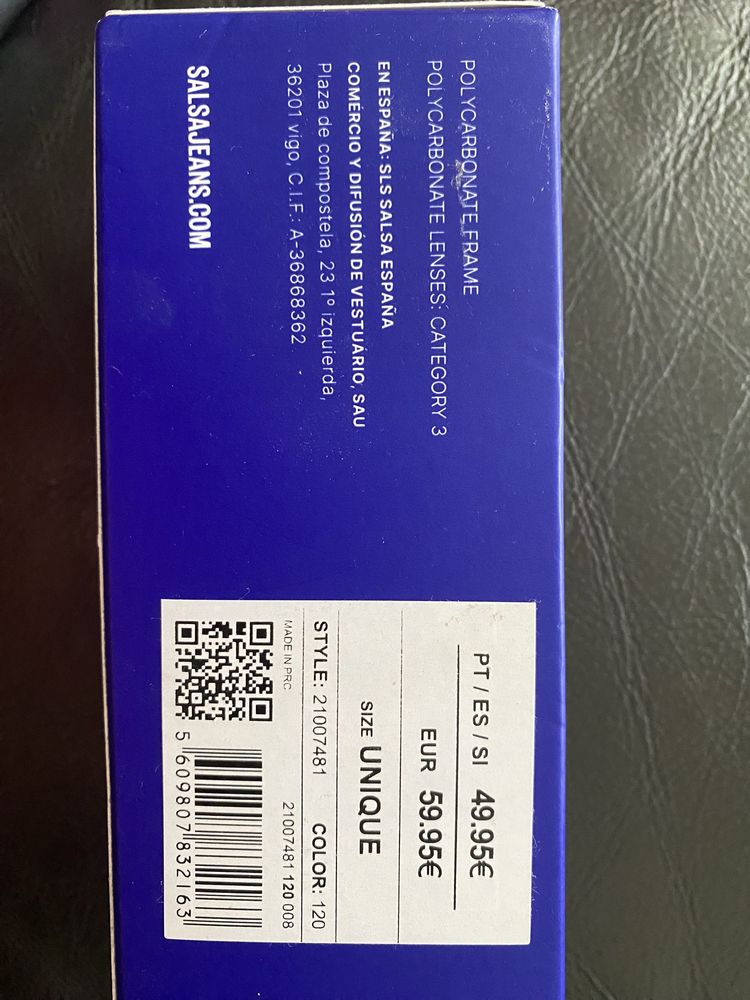 POLYCARBONATE FRAME
POLYCARBONATE LENSES: CATEGORY 3
EN ESPAÑA: SLS SALSA ESPAÑA
COMÉRCIO Y DIFUSIÓN DE VESTUÁRIO, SAU
Plaza de compostela, 23 1º izquierda,
36201 vigo, C.I.F.: A-36868362
SALSAJEANS.COM
PT / ES / SI 49.95€
EUR 59.95€
SIZE UNIQUE
STYLE: 21007481 COLOR: 120
MADE IN PRC 21007481 120 008
5 609807 832163